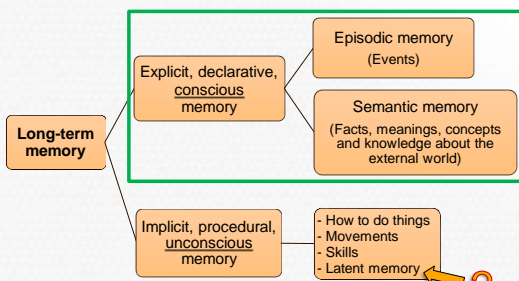 Episodic memory
(Events)
Explicit, declarative,
conscious
memory
Semantic memory
(Facts, meanings, concepts
and knowledge about the
external world)
Long-term
memory
Implicit, procedural,
unconscious
memory
- How to do things
- Movements
- Skills
- Latent memory